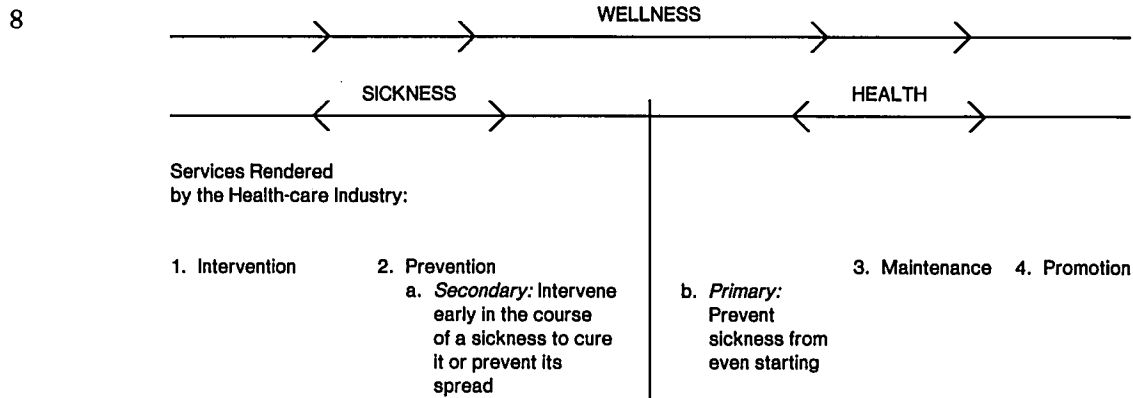 8
WELLNESS
SICKNESS
HEALTH
Services Rendered
by the Health-care Industry:
1. Intervention
2. Prevention
a. Secondary: Intervene
early in the course
of a sickness to cure
it or prevent its
spread
b. Primary:
Prevent
sickness from
even starting
3. Maintenance
4. Promotion